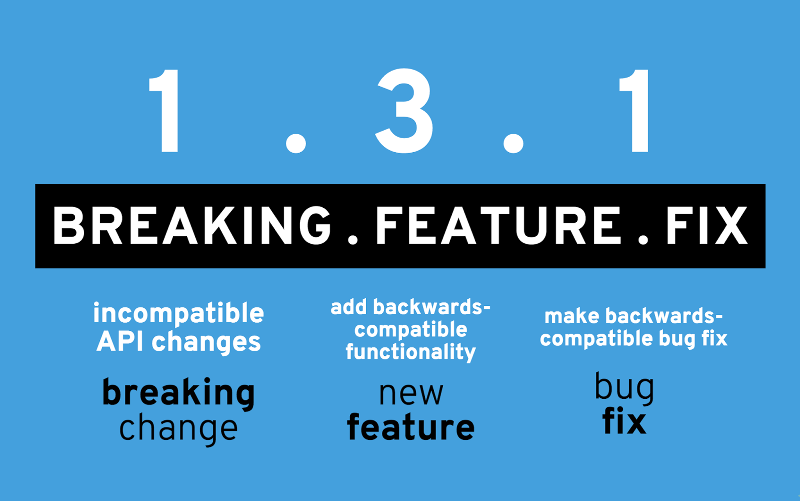 1 . 3 . 1
BREAKING . FEATURE . FIX
incompatible
API changes
breaking
change
add backwards-
compatible
functionality
new
feature
make backwards-
compatible bug fix
bug
fix